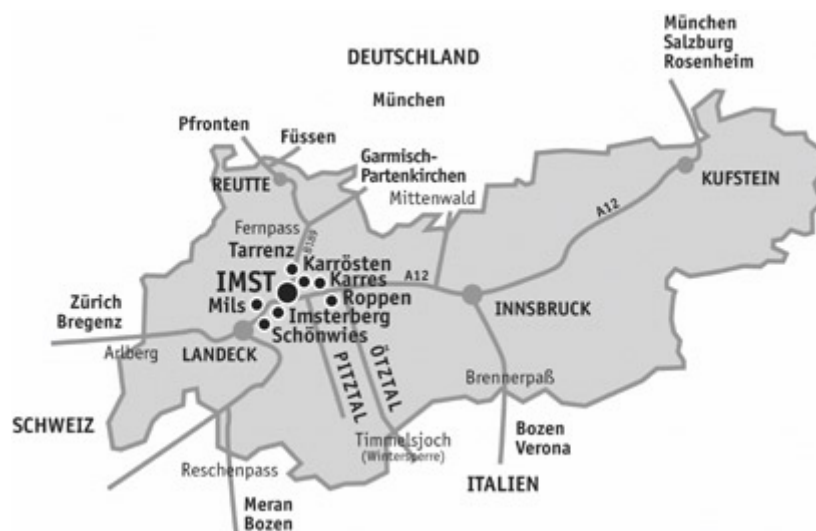 München
Salzburg
Rosenheim
DEUTSCHLAND
München
Pfronten
Füssen
Garmisch-
Partenkirchen
REUTTE
Mittenwald
KUFSTEIN
Fernpass
B189
A12
Tarrenz
Karrösten
IMST
Karres
A12
Mils
Roppen
Zürich
Bregenz
Imsterberg
INNSBRUCK
Schönwies
Arlberg
LANDECK
PITZTAL
ÖTZTAL
Brennerpaß
SCHWEIZ
Timmelsjoch
(Wintersperre)
Bozen
Verona
Reschenpass
ITALIEN
Meran
Bozen